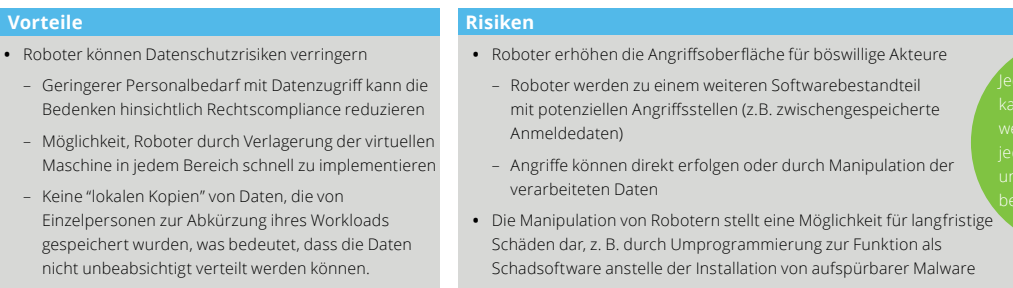 Vorteile
• Roboter können Datenschutzrisiken verringern
– Geringerer Personalbedarf mit Datenzugriff kann die
Bedenken hinsichtlich Rechtscompliance reduzieren
– Möglichkeit, Roboter durch Verlagerung der virtuellen
Maschine in jedem Bereich schnell zu implementieren
– Keine “lokalen Kopien” von Daten, die von
Einzelpersonen zur Abkürzung ihres Workloads
gespeichert wurden, was bedeutet, dass die Daten
nicht unbeabsichtigt verteilt werden können.
Risiken
• Roboter erhöhen die Angriffsoberfläche für böswillige Akteure
– Roboter werden zu einem weiteren Softwarebestandteil
mit potenziellen Angriffsstellen (z.B. zwischengespeicherte
Anmeldedaten)
– Angriffe können direkt erfolgen oder durch Manipulation der
verarbeiteten Daten
• Die Manipulation von Robotern stellt eine Möglichkeit für langfristige
Schäden dar, z. B. durch Umprogrammierung zur Funktion als
Schadsoftware anstelle der Installation von aufspürbarer Malware